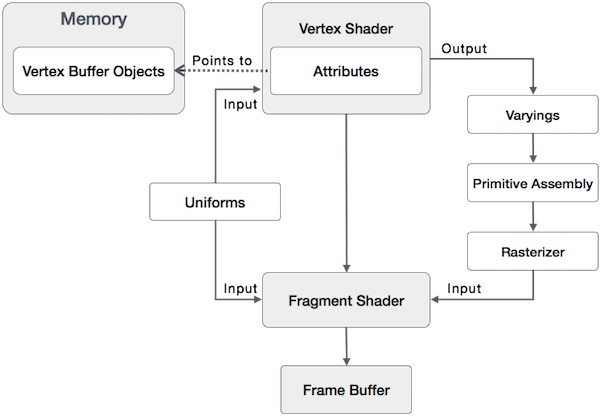 Memory
Vertex Buffer Objects
Points to
Vertex Shader
Attributes
Output
Input
Varyings
Uniforms
Primitive Assembly
Rasterizer
Input
Fragment Shader
Input
Frame Buffer